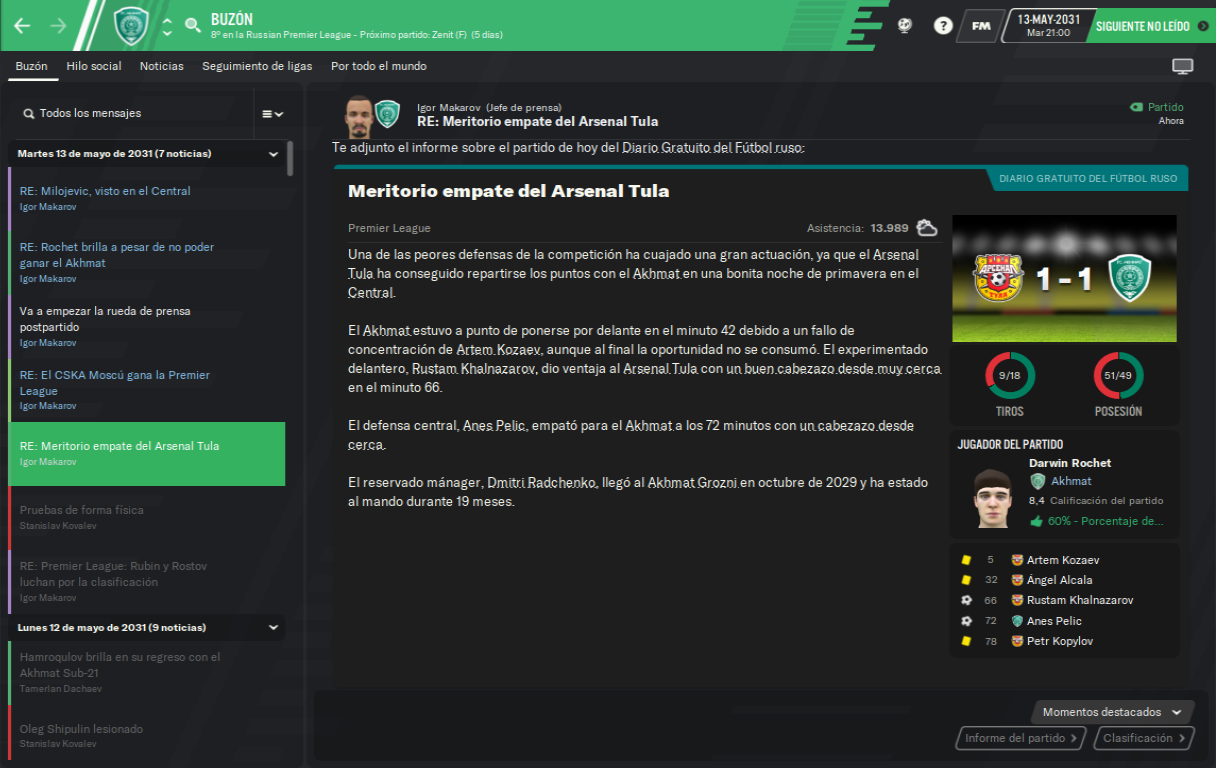 BUZÓN
8º en la Russian Premier League - Próximo partido: Zenit (F) (5 días)
?
FM
13-MAY-2031
Mar 21:00
SIGUIENTE NO LEÍDO
Buzón Hilo social Noticias Seguimiento de ligas Por todo el mundo
Todos los mensajes
Martes 13 de mayo de 2031 (7 noticias)
RE: Milojevic, visto en el Central
Igor Makarov
RE: Rochet brilla a pesar de no poder
ganar el Akhmat
Igor Makarov
Va a empezar la rueda de prensa
postpartido
Igor Makarov
RE: El CSKA Moscú gana la Premier
League
Igor Makarov
RE: Meritorio empate del Arsenal Tula
Igor Makarov
Pruebas de forma física
Stanislav Kovalev
RE: Premier League: Rubin y Rostov
luchan por la clasificación
Igor Makarov
Lunes 12 de mayo de 2031 (9 noticias)
Hamroqulov brilla en su regreso con el
Akhmat Sub-21
Tamerlan Dachaev
Oleg Shipulin lesionado
Stanislav Kovalev
Igor Makarov (Jefe de prensa)
RE: Meritorio empate del Arsenal Tula
Partido
Ahora
Te adjunto el informe sobre el partido de hoy del Diario Gratuito del Fútbol ruso:
DIARIO GRATUITO DEL FÚTBOL RUSO
Meritorio empate del Arsenal Tula
Premier League
Asistencia: 13.989
Una de las peores defensas de la competición ha cuajado una gran actuación, ya que el Arsenal
Tula ha conseguido repartirse los puntos con el Akhmat en una bonita noche de primavera en el
Central.
El Akhmat estuvo a punto de ponerse por delante en el minuto 42 debido a un fallo de
concentración de Artem Kozaev, aunque al final la oportunidad no se consumó. El experimentado
delantero, Rustam Khalnazarov, dio ventaja al Arsenal Tula con un buen cabezazo desde muy cerca
en el minuto 66.
El defensa central, Anes Pelic, empató para el Akhmat a los 72 minutos con un cabezazo desde
cerca.
El reservado mánager, Dmitri Radchenko, llegó al Akhmat Grozni en octubre de 2029 y ha estado
al mando durante 19 meses.
АРСЕНАЛ
ТУЛА
1 - 1
9/18
TIROS
51/49
POSESIÓN
JUGADOR DEL PARTIDO
Darwin Rochet
Akhmat
8,4 Calificación del partido
60% - Porcentaje de...
5 Artem Kozaev
32 Ángel Alcala
66 Rustam Khalnazarov
72 Anes Pelic
78 Petr Kopylov
Momentos destacados
Informe del partido
Clasificación